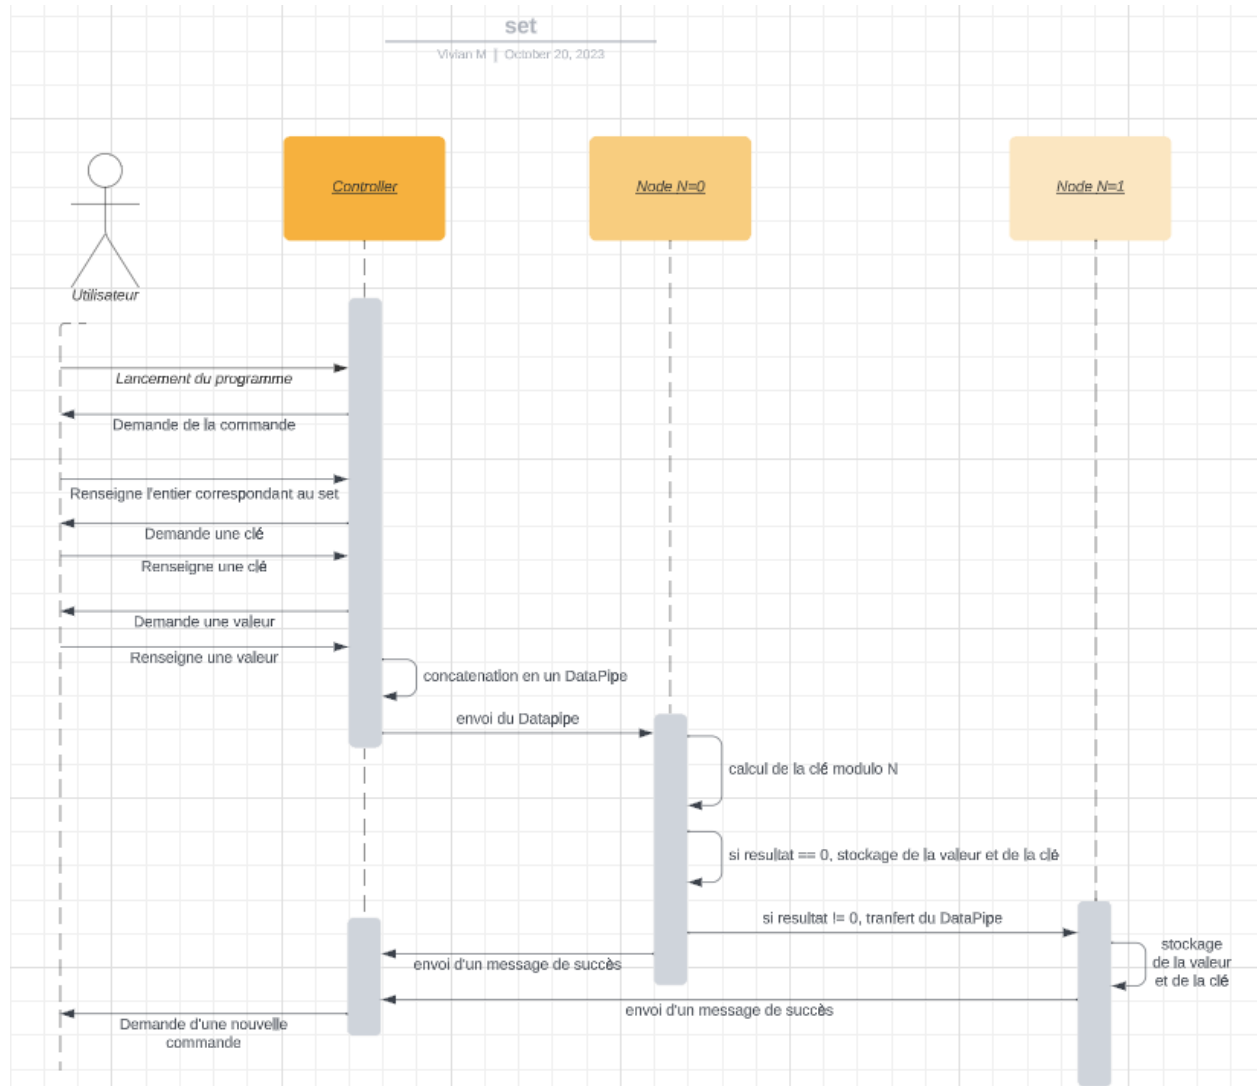 set
Vivian M | October 20, 2023
Controller
Node N=0
Node N=1
Utilisateur
Lancement du programme
Demande de la commande
Renseigne l'entier correspondant au set
Demande une clé
Renseigne une clé
Demande une valeur
Renseigne une valeur
concatenation en un DataPipe
envoi du Datapipe
calcul de la clé modulo N
si resultat == 0, stockage de la valeur et de la clé
si resultat != 0, tranfert du DataPipe
stockage
de la valeur
et de la clé
envoi d'un message de succès
envoi d'un message de succès
Demande d'une nouvelle
commande